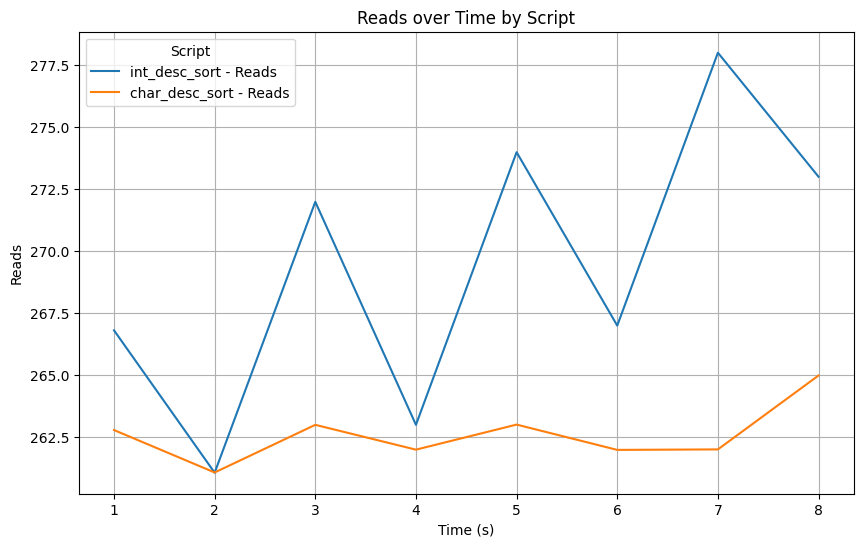 Reads over Time by Script
Script
int_desc_sort - Reads
char_desc_sort - Reads
Reads
277.5
275.0
272.5
270.0
267.5
265.0
262.5
1 2 3 4 5 6 7 8
Time (s)